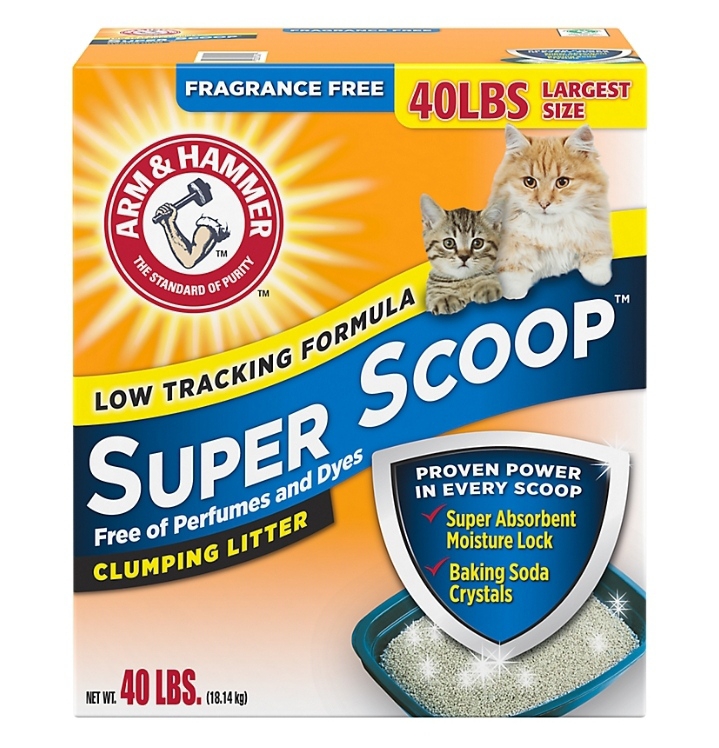 FRAGRANCE FREE
40LBS LARGEST SIZE
ARM & HAMMER
THE STANDARD OF PURITY
TM
TM
LOW TRACKING FORMULA
SUPER SCOOP™
Free of Perfumes and Dyes
CLUMPING LITTER
PROVEN POWER
IN EVERY SCOOP
Super Absorbent
Moisture Lock
Baking Soda
Crystals
NET WT. 40 LBS. (18.14 kg)